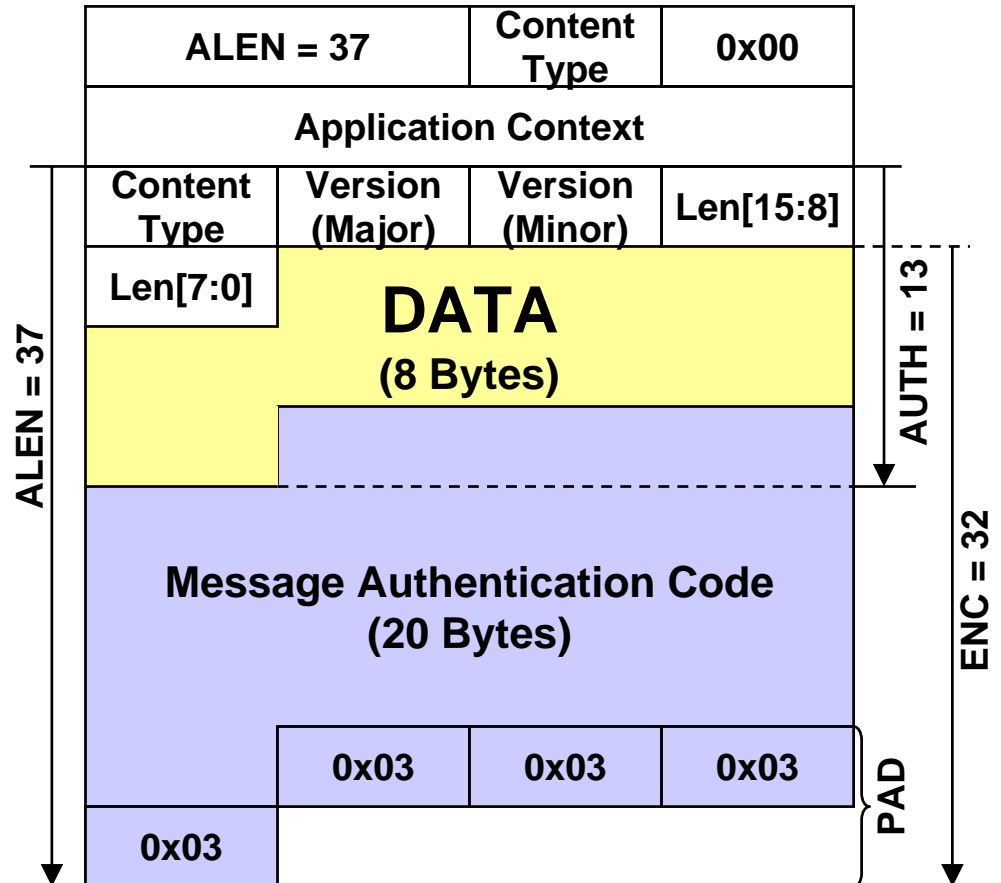 ALEN = 37
Content
Type
0x00
Application Context
Content
Type
Version
(Major)
Version
(Minor)
Len[15:8]
Len[7:0]
DATA
(8 Bytes)
ALEN = 37
AUTH = 13
Message Authentication Code
(20 Bytes)
ENC = 32
0x03
0x03
0x03
PAD
0x03